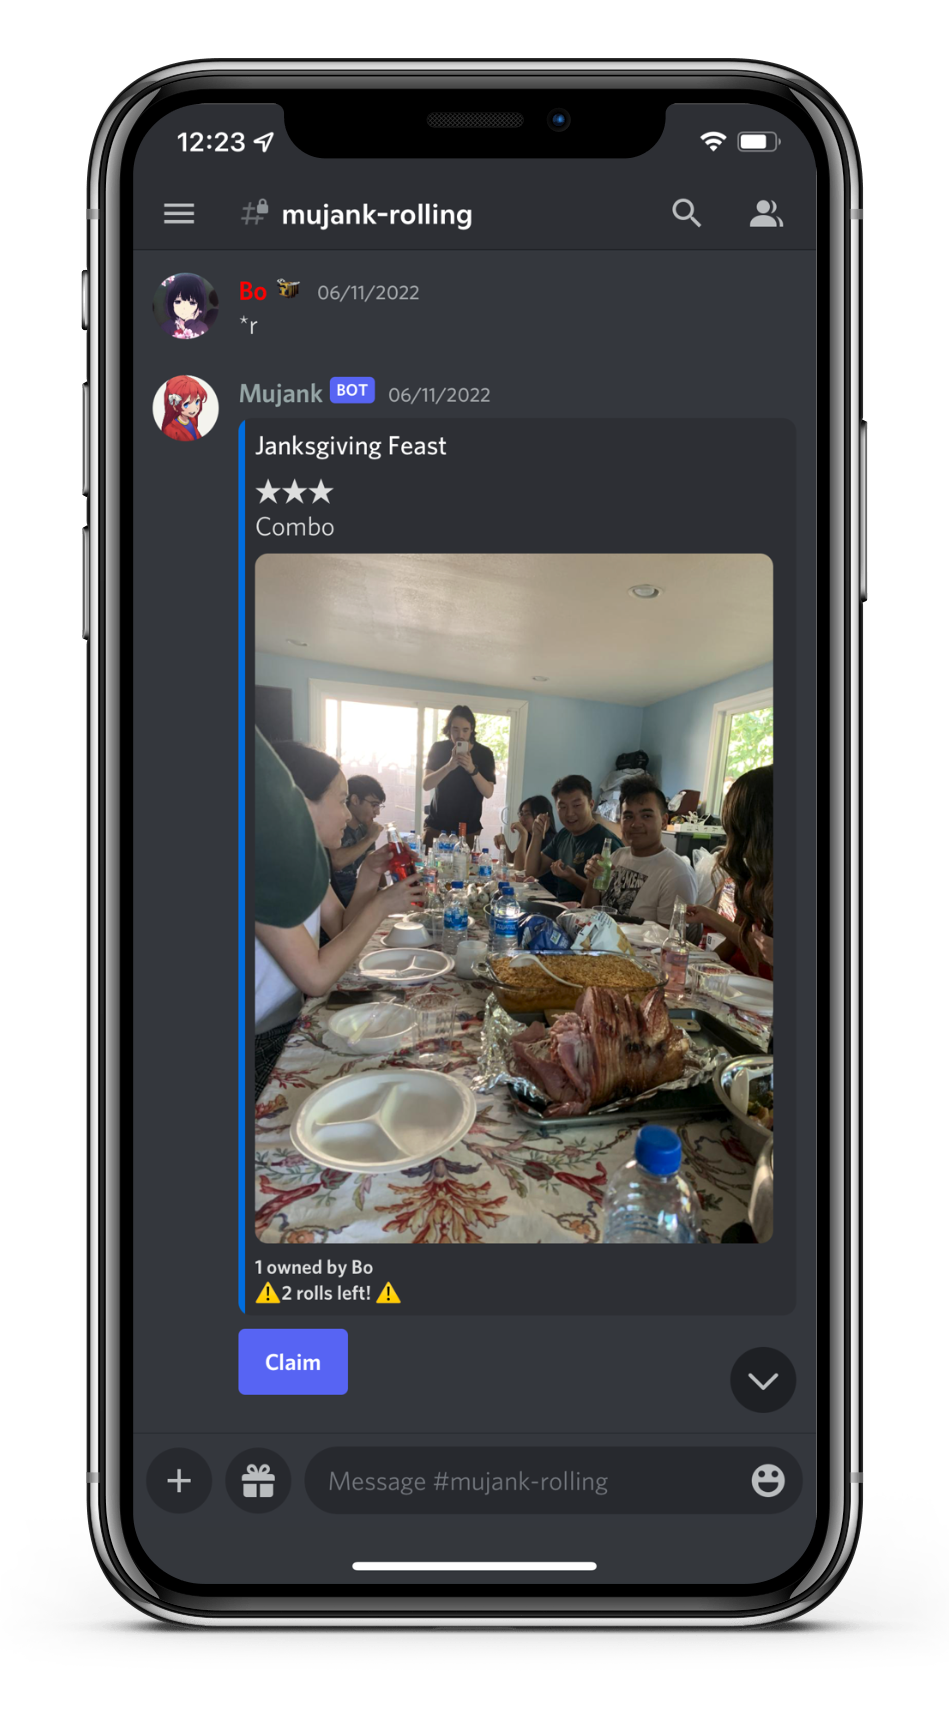 12:23
mujank-rolling
Bo 06/11/2022
*r
Mujank BOT 06/11/2022
Janksgiving Feast
★★★
Combo
1 owned by Bo
⚠️2 rolls left!⚠️
Claim
Message #mujank-rolling